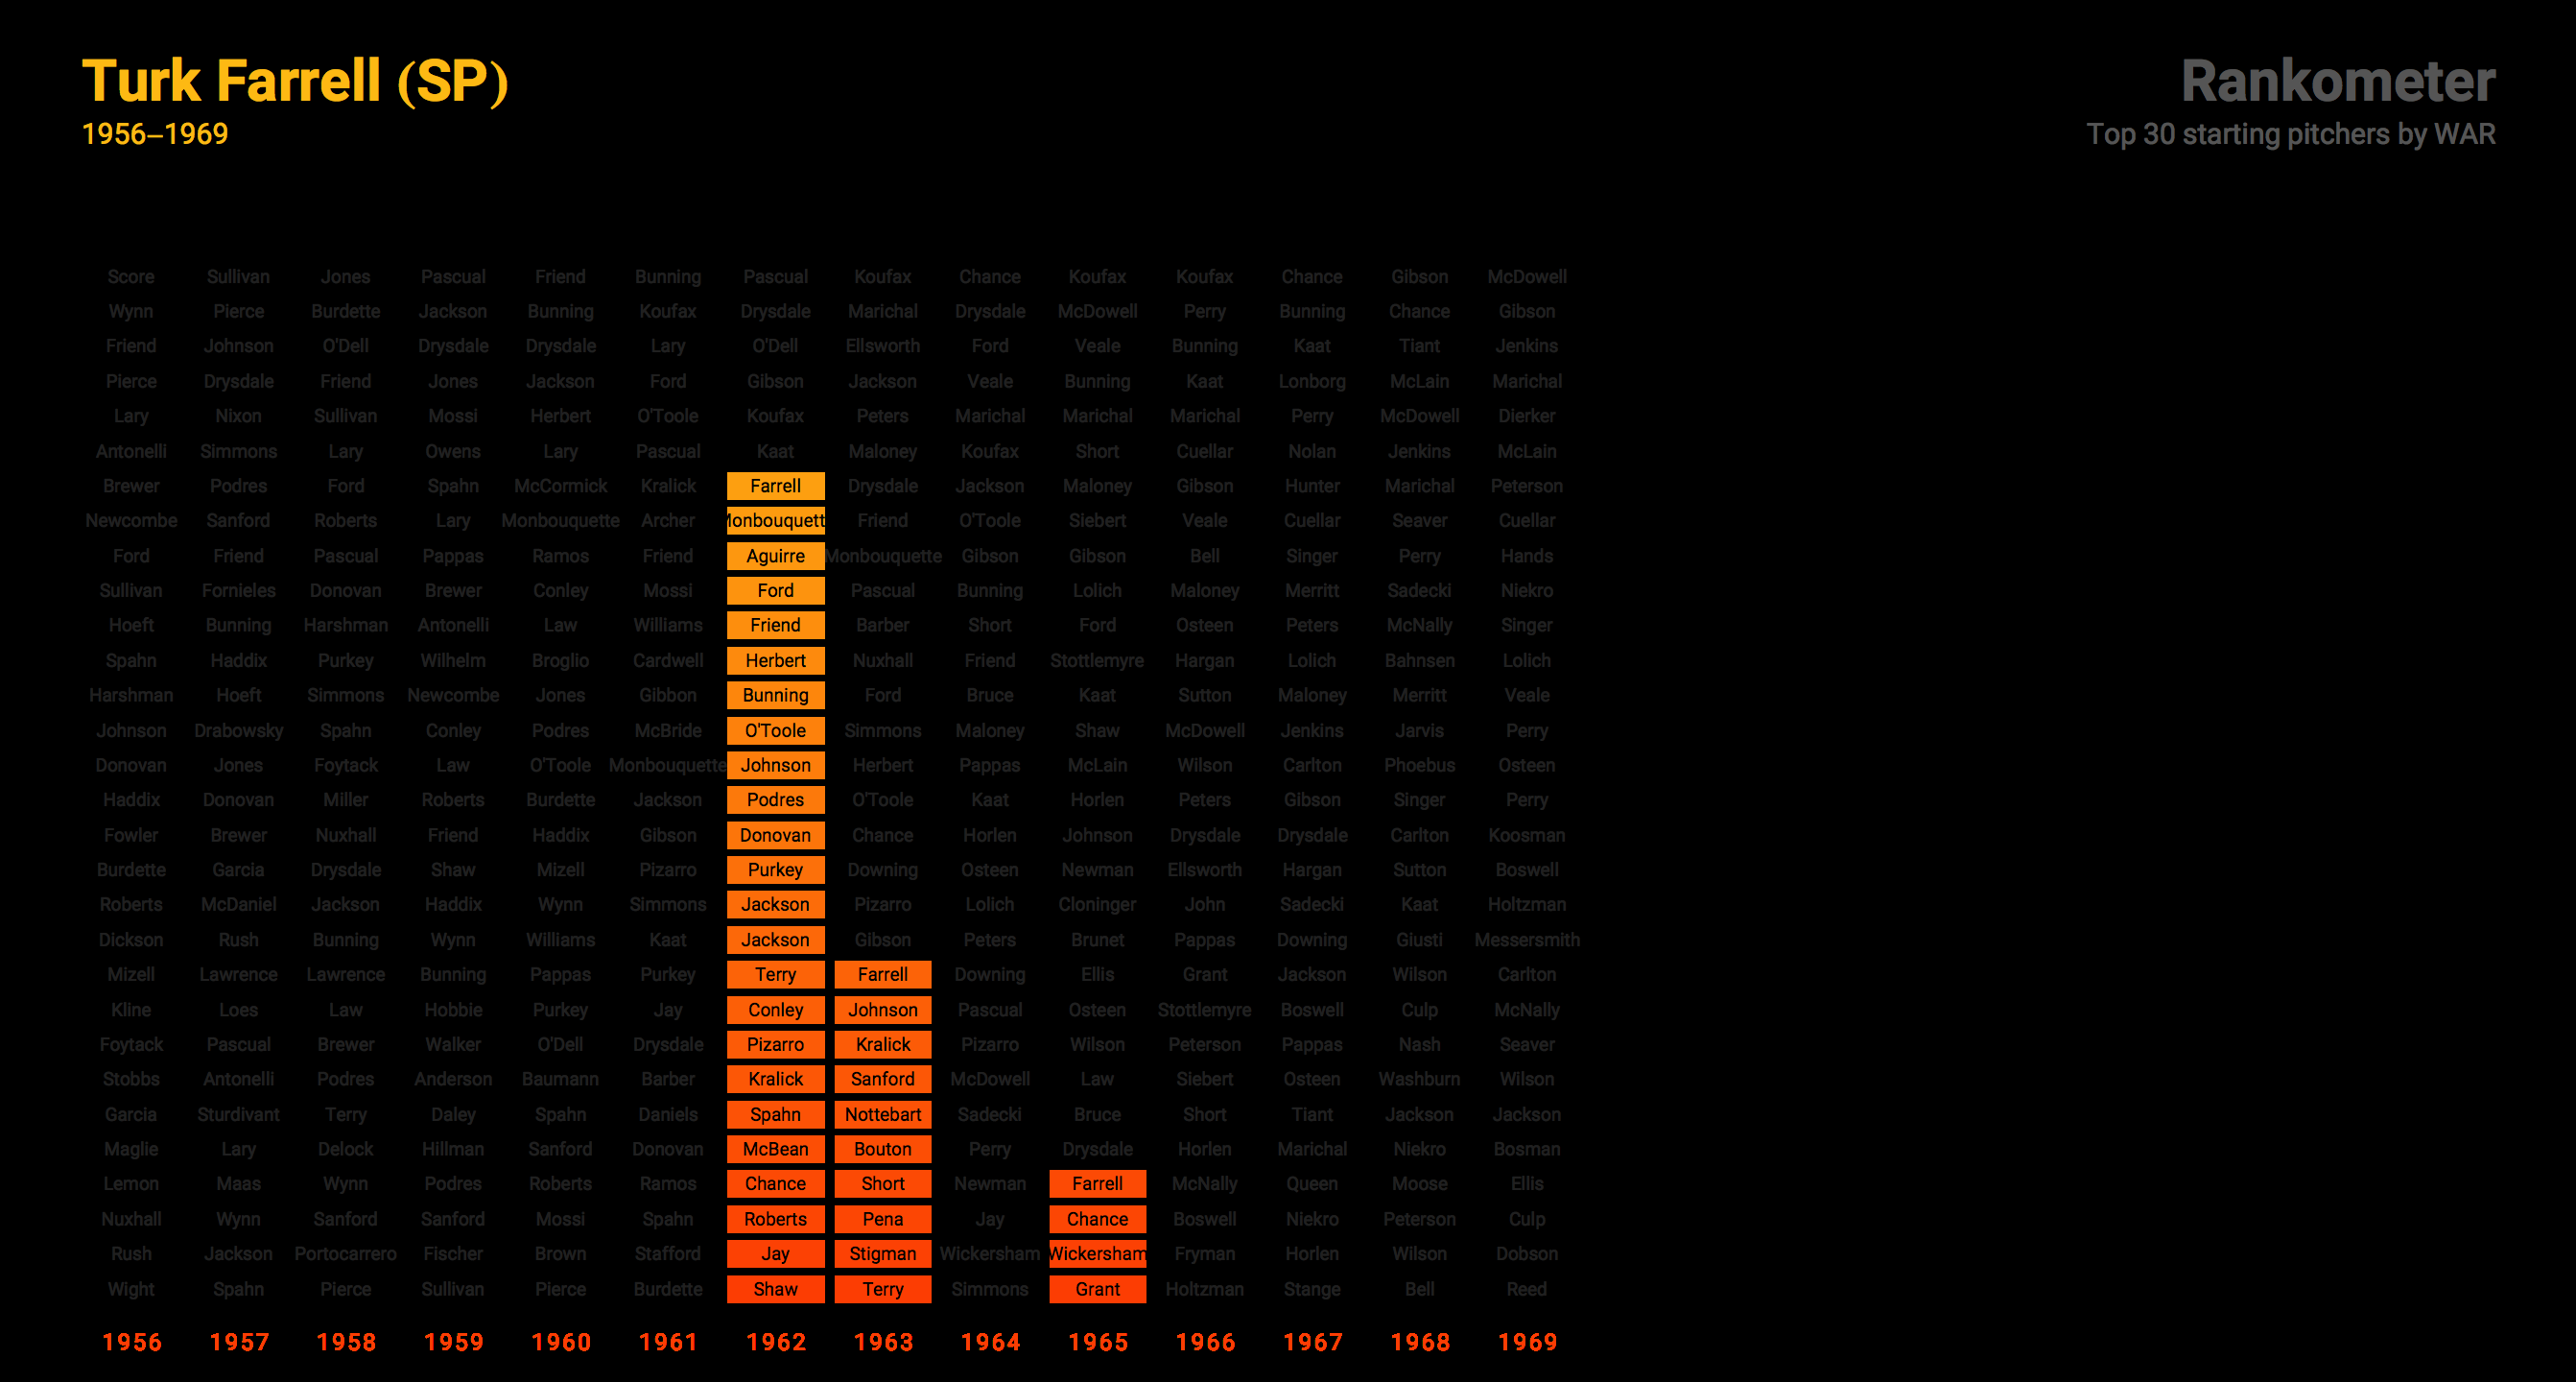 Turk Farrell (SP)
1956–1969
Rankometer
Top 30 starting pitchers by WAR
Score Sullivan Jones Pascual Friend Bunning Pascual Koufax Chance Koufax Koufax Chance Gibson McDowell
Wynn Pierce Burdette Jackson Bunning Koufax Drysdale Marichal Drysdale McDowell Perry Bunning Chance Gibson
Friend Johnson O'Dell Drysdale Drysdale Lary O'Dell Ellsworth Ford Veale Bunning Kaat Tiant Jenkins
Pierce Drysdale Friend Jones Jackson Ford Gibson Jackson Veale Bunning Kaat Lonborg McLain Marichal
Lary Nixon Sullivan Mossi Herbert O'Toole Koufax Peters Marichal Marichal Marichal Perry McDowell Dierker
Antonelli Simmons Lary Owens Lary Pascual Kaat Maloney Koufax Short Cuellar Nolan Jenkins McLain
Brewer Podres Ford Spahn McCormick Kralick Farrell Drysdale Jackson Maloney Gibson Hunter Marichal Peterson
Newcombe Sanford Roberts Lary Monbouquette Archer Monbouquett Friend O'Toole Siebert Veale Cuellar Seaver Cuellar
Ford Friend Pascual Pappas Ramos Friend Aguirre Monbouquette Gibson Gibson Bell Singer Perry Hands
Sullivan Fornieles Donovan Brewer Conley Mossi Ford Pascual Bunning Lolich Maloney Merritt Sadecki Niekro
Hoeft Bunning Harshman Antonelli Law Williams Friend Barber Short Ford Osteen Peters McNally Singer
Spahn Haddix Purkey Wilhelm Broglio Cardwell Herbert Nuxhall Friend Stottlemyre Hargan Lolich Bahnsen Lolich
Harshman Hoeft Simmons Newcombe Jones Gibbon Bunning Ford Bruce Kaat Sutton Maloney Merritt Veale
Johnson Drabowsky Spahn Conley Podres McBride O'Toole Simmons Maloney Shaw McDowell Jenkins Jarvis Perry
Donovan Jones Foytack Law O'Toole Monbouquette Johnson Herbert Pappas McLain Wilson Carlton Phoebus Osteen
Haddix Donovan Miller Roberts Burdette Jackson Podres O'Toole Kaat Horlen Peters Gibson Singer Perry
Fowler Brewer Nuxhall Friend Haddix Gibson Donovan Chance Horlen Johnson Drysdale Drysdale Carlton Koosman
Burdette Garcia Drysdale Shaw Mizell Pizarro Purkey Downing Osteen Newman Ellsworth Hargan Sutton Boswell
Roberts McDaniel Jackson Haddix Wynn Simmons Jackson Pizarro Lolich Cloninger John Sadecki Kaat Holtzman
Dickson Rush Bunning Wynn Williams Kaat Jackson Gibson Peters Brunet Pappas Downing Giusti Messersmith
Mizell Lawrence Lawrence Bunning Pappas Purkey Terry Farrell Downing Ellis Grant Jackson Wilson Carlton
Kline Loes Law Hobbie Purkey Jay Conley Johnson Pascual Osteen Stottlemyre Boswell Culp McNally
Foytack Pascual Brewer Walker O'Dell Drysdale Pizarro Kralick Pizarro Wilson Peterson Pappas Nash Seaver
Stobbs Antonelli Podres Anderson Baumann Barber Kralick Sanford McDowell Law Siebert Osteen Washburn Wilson
Garcia Sturdivant Terry Daley Spahn Daniels Spahn Nottebart Sadecki Bruce Short Tiant Jackson Jackson
Maglie Lary Delock Hillman Sanford Donovan McBean Bouton Perry Drysdale Horlen Marichal Niekro Bosman
Lemon Maas Wynn Podres Roberts Ramos Chance Short Newman Farrell McNally Queen Moose Ellis
Nuxhall Wynn Sanford Sanford Mossi Spahn Roberts Pena Jay Chance Boswell Niekro Peterson Culp
Rush Jackson Portocarrero Fischer Brown Stafford Jay Stigman Wickersham Wickersham Fryman Horlen Wilson Dobson
Wight Spahn Pierce Sullivan Pierce Burdette Shaw Terry Simmons Grant Holtzman Stange Bell Reed
1956 1957 1958 1959 1960 1961 1962 1963 1964 1965 1966 1967 1968 1969